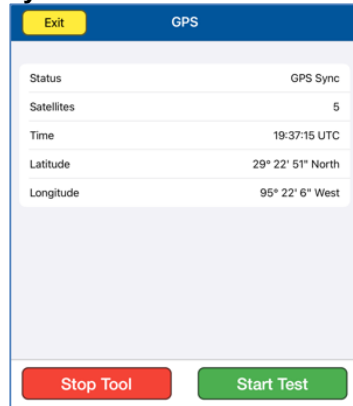 Exit GPS
Status GPS Sync
Satellites 5
Time 19:37:15 UTC
Latitude 29° 22' 51" North
Longitude 95° 22' 6" West
Stop Tool Start Test